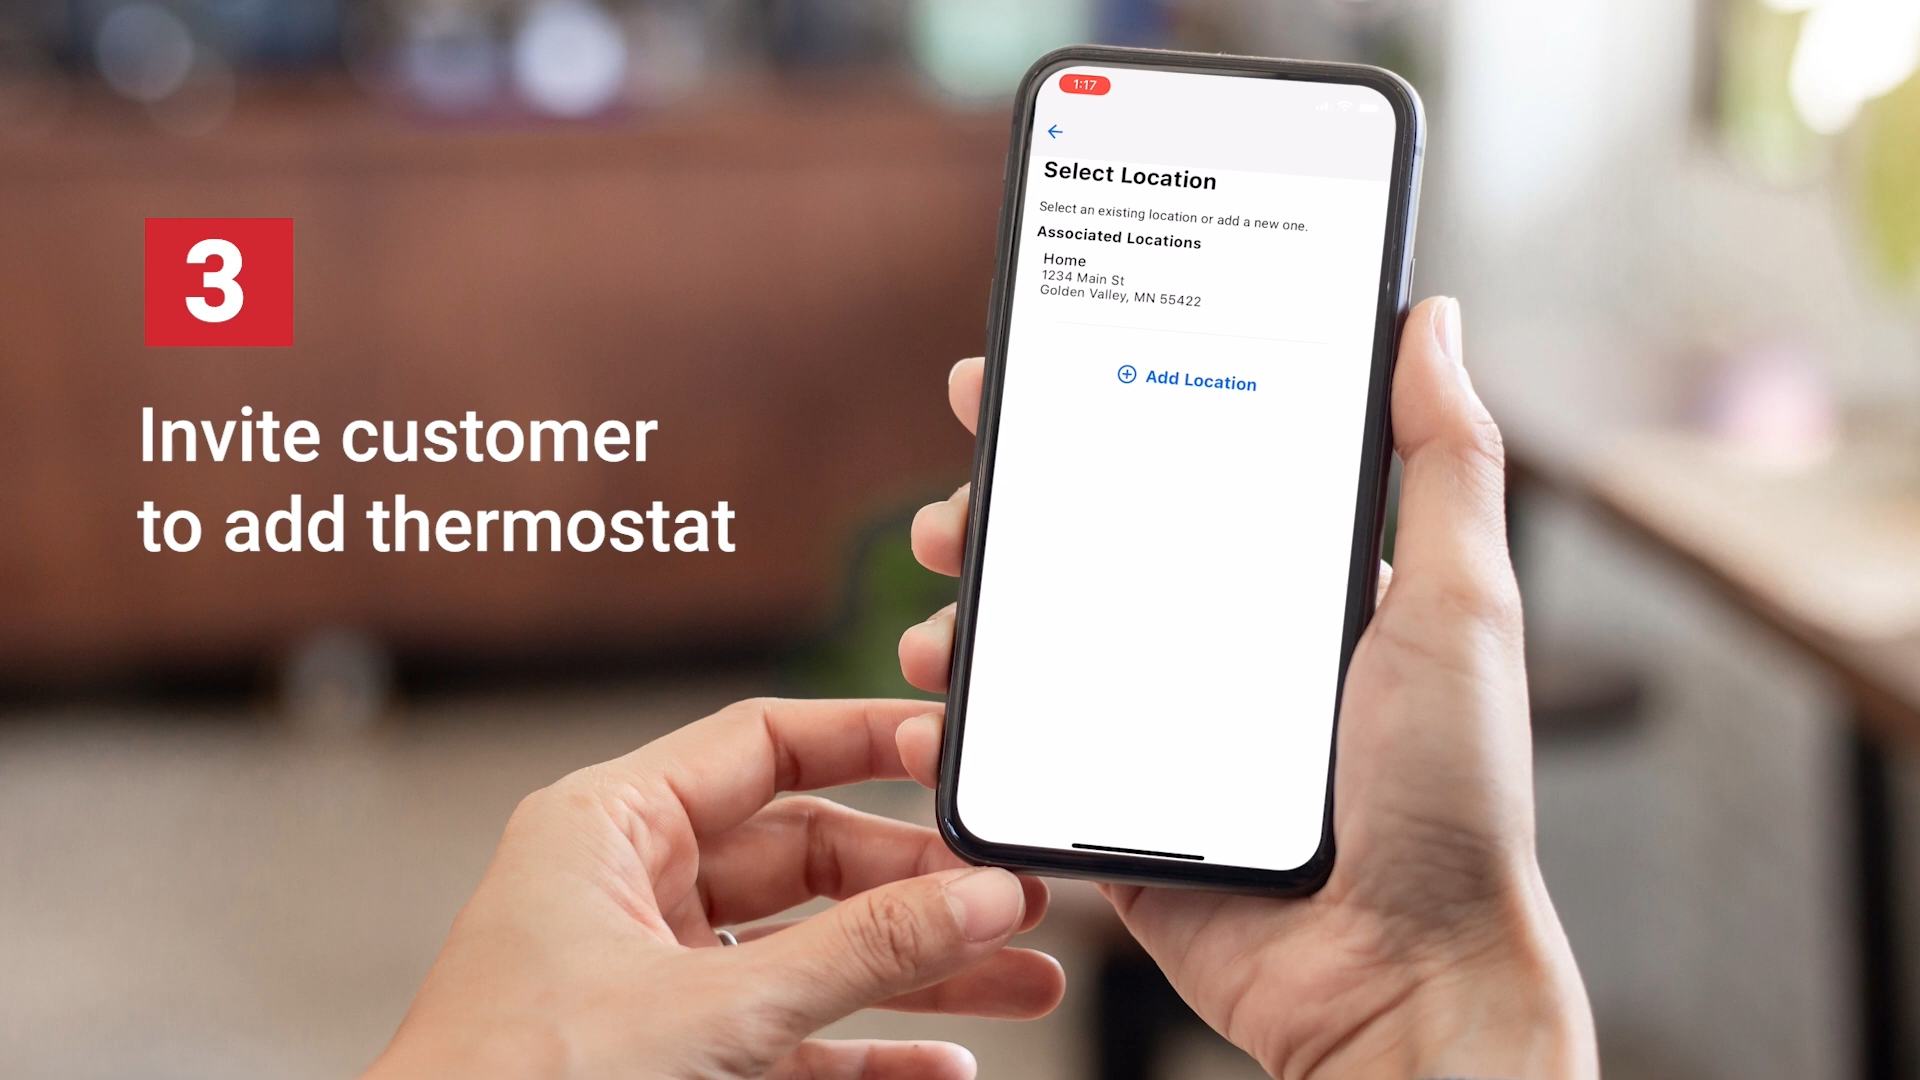 3
Invite customer
to add thermostat
1:17
Select Location
Select an existing location or add a new one.
Associated Locations
Home
1234 Main St
Golden Valley, MN 55422
Add Location